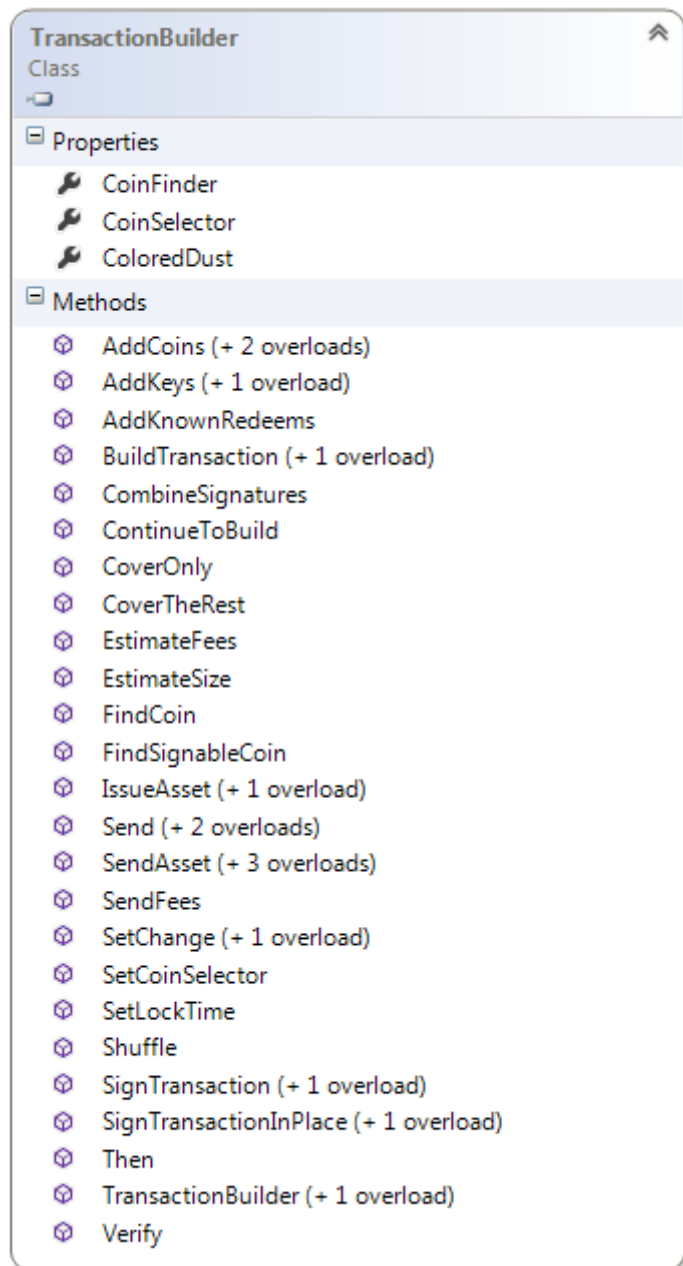 TransactionBuilder
Class
Properties
CoinFinder
CoinSelector
ColoredDust
Methods
AddCoins (+ 2 overloads)
AddKeys (+ 1 overload)
AddKnownRedeems
BuildTransaction (+ 1 overload)
CombineSignatures
ContinueToBuild
CoverOnly
CoverTheRest
EstimateFees
EstimateSize
FindCoin
FindSignableCoin
IssueAsset (+ 1 overload)
Send (+ 2 overloads)
SendAsset (+ 3 overloads)
SendFees
SetChange (+ 1 overload)
SetCoinSelector
SetLockTime
Shuffle
SignTransaction (+ 1 overload)
SignTransactionInPlace (+ 1 overload)
Then
TransactionBuilder (+ 1 overload)
Verify